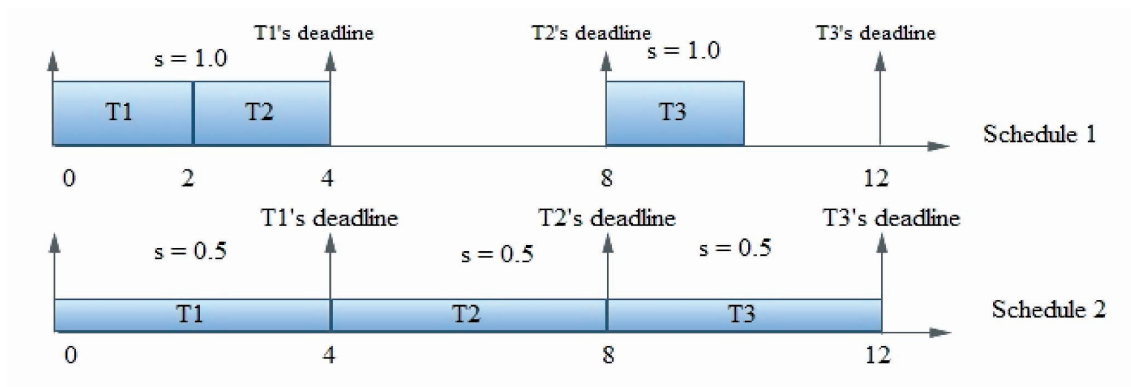 T1's deadline T2's deadline T3's deadline
s = 1.0 s = 1.0
T1 T2 T3
Schedule 1
0 2 4 8 12
T1's deadline T2's deadline T3's deadline
s = 0.5 s = 0.5 s = 0.5
T1 T2 T3
Schedule 2
0 4 8 12